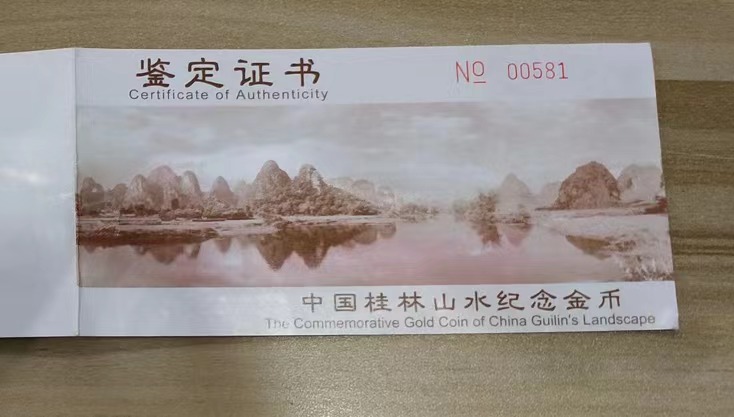 鉴定证书
Certificate of Authenticity
No 00581
中国桂林山水纪念金币
The Commemorative Gold Coin of China Guilin's Landscape